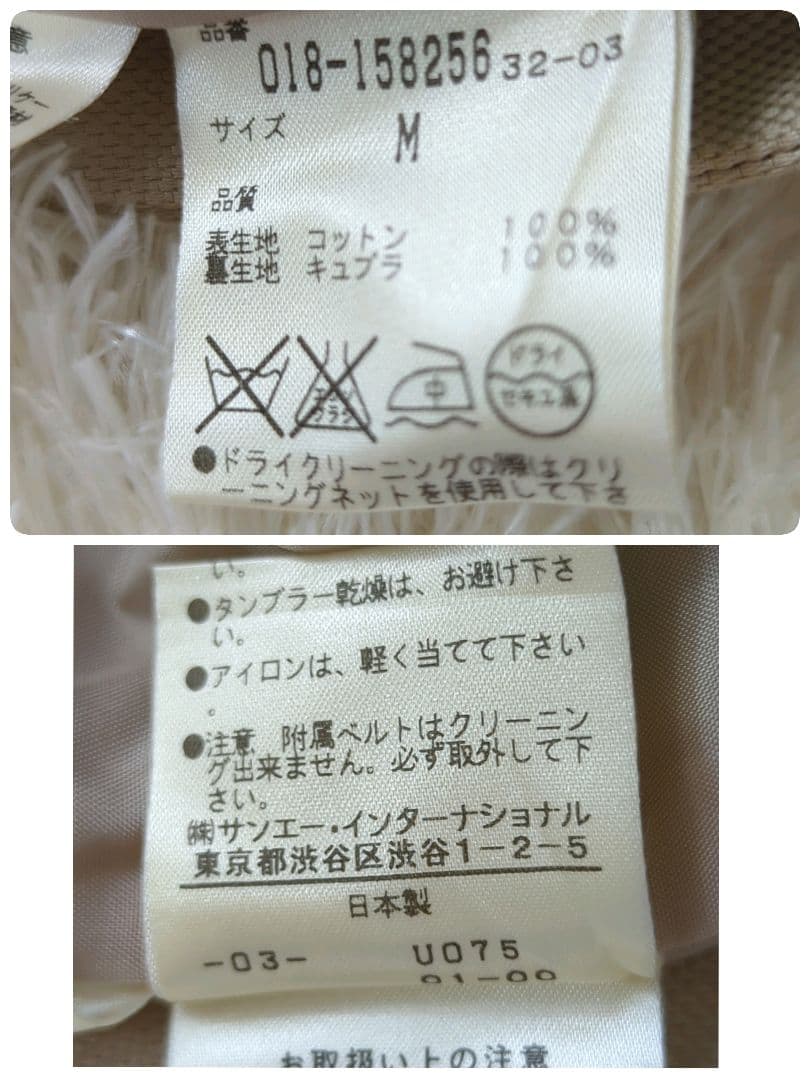 品番
018-158256 32-03
サイズ M
品質
表生地 コットン 100%
裏生地 キュプラ 100%
エンソ
サラシ
中
ドライ
セキユ系
●ドライクリーニングの際はクリ
ーニングネットを使用して下さ
い。
●タンブラー乾燥は、お避け下さ
い。
●アイロンは、軽く当てて下さい
。
●注意 附属ベルトはクリーニン
グ出来ません。必ず取外して下
さい。
㈱サンエー・インターナショナル
東京都渋谷区渋谷1-2-5
日本製
-03- U075
お取扱い上の注意